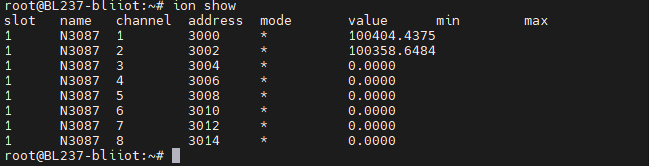 root@BL237-bliiot:~# ion show
slot name channel address mode value min max
1 N3087 1 3000 * 100404.4375
1 N3087 2 3002 * 100358.6484
1 N3087 3 3004 * 0.0000
1 N3087 4 3006 * 0.0000
1 N3087 5 3008 * 0.0000
1 N3087 6 3010 * 0.0000
1 N3087 7 3012 * 0.0000
1 N3087 8 3014 * 0.0000
root@BL237-bliiot:~#